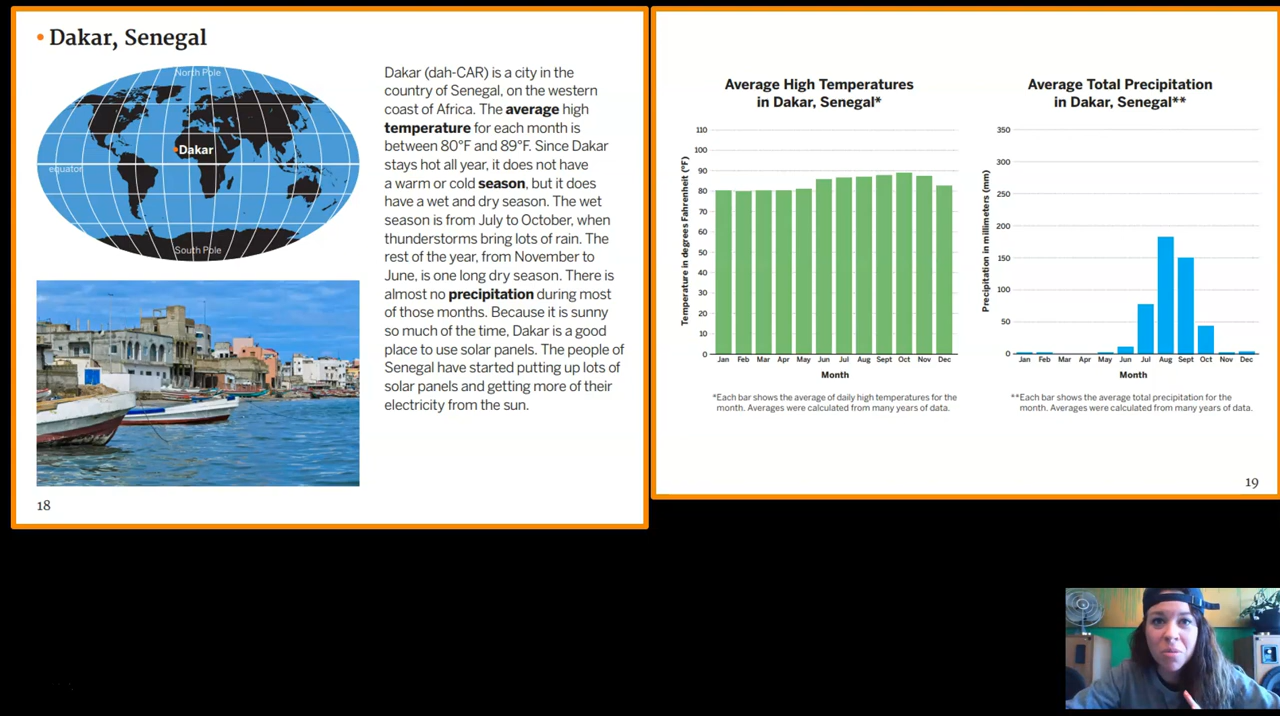 • Dakar, Senegal
North Pole
Dakar
equator
South Pole
Dakar (dah-CAR) is a city in the
country of Senegal, on the western
coast of Africa. The average high
temperature for each month is
between 80°F and 89°F. Since Dakar
stays hot all year, it does not have
a warm or cold season, but it does
have a wet and dry season. The wet
season is from July to October, when
thunderstorms bring lots of rain. The
rest of the year, from November to
June, is one long dry season. There is
almost no precipitation during most
of those months. Because it is sunny
so much of the time, Dakar is a good
place to use solar panels. The people of
Senegal have started putting up lots of
solar panels and getting more of their
electricity from the sun.
18
Average High Temperatures
in Dakar, Senegal*
Temperature in degrees Fahrenheit (°F)
110
100
90
80
70
60
50
40
30
20
10
0
Jan Feb Mar Apr May Jun Jul Aug Sept Oct Nov Dec
Month
*Each bar shows the average of daily high temperatures for the
month. Averages were calculated from many years of data.
Average Total Precipitation
in Dakar, Senegal**
Precipitation in millimeters (mm)
350
300
250
200
150
100
50
0
Jan Feb Mar Apr May Jun Jul Aug Sept Oct Nov Dec
Month
**Each bar shows the average total precipitation for the
month. Averages were calculated from many years of data.
19